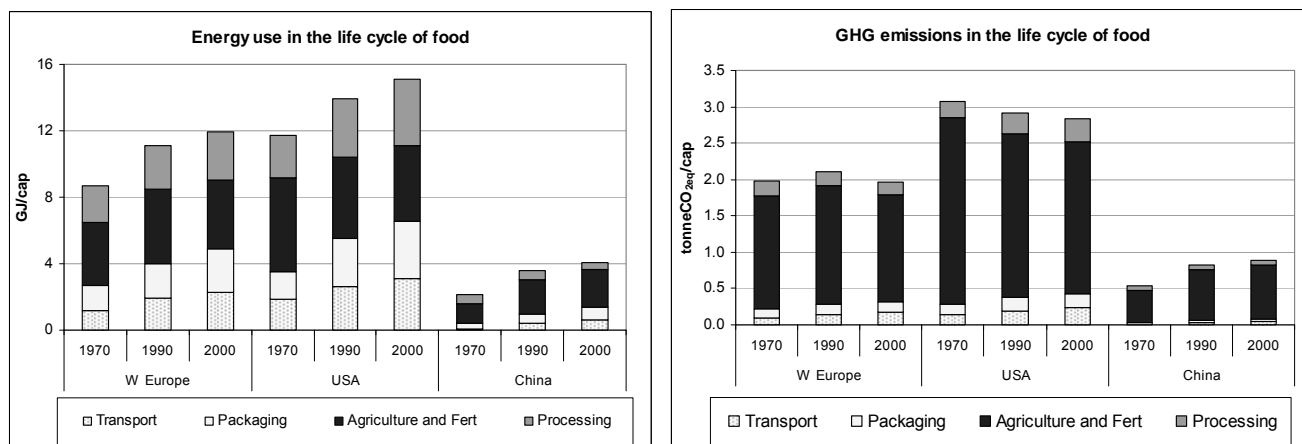 Energy use in the life cycle of food
GJ/cap
16
12
8
4
0
1970 1990 2000 1970 1990 2000 1970 1990 2000
W Europe USA China
Transport Packaging Agriculture and Fert Processing
GHG emissions in the life cycle of food
tonneCO2eq/cap
3.5
3.0
2.5
2.0
1.5
1.0
0.5
0.0
1970 1990 2000 1970 1990 2000 1970 1990 2000
W Europe USA China
Transport Packaging Agriculture and Fert Processing